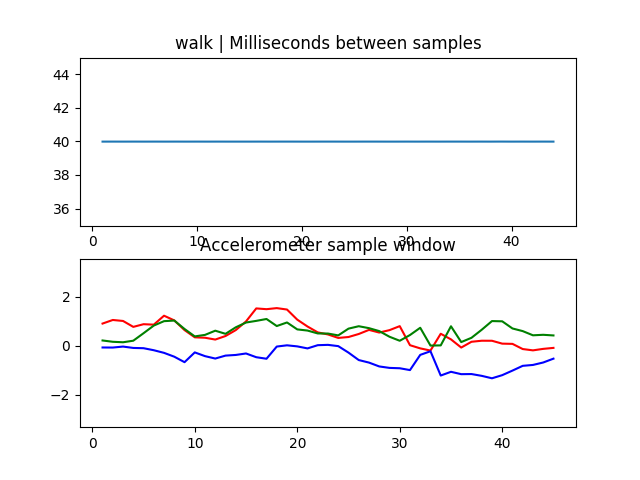 walk | Milliseconds between samples
44
42
40
38
36
0 10 20 30 40
Accelerometer sample window
2
0
−2
0 10 20 30 40